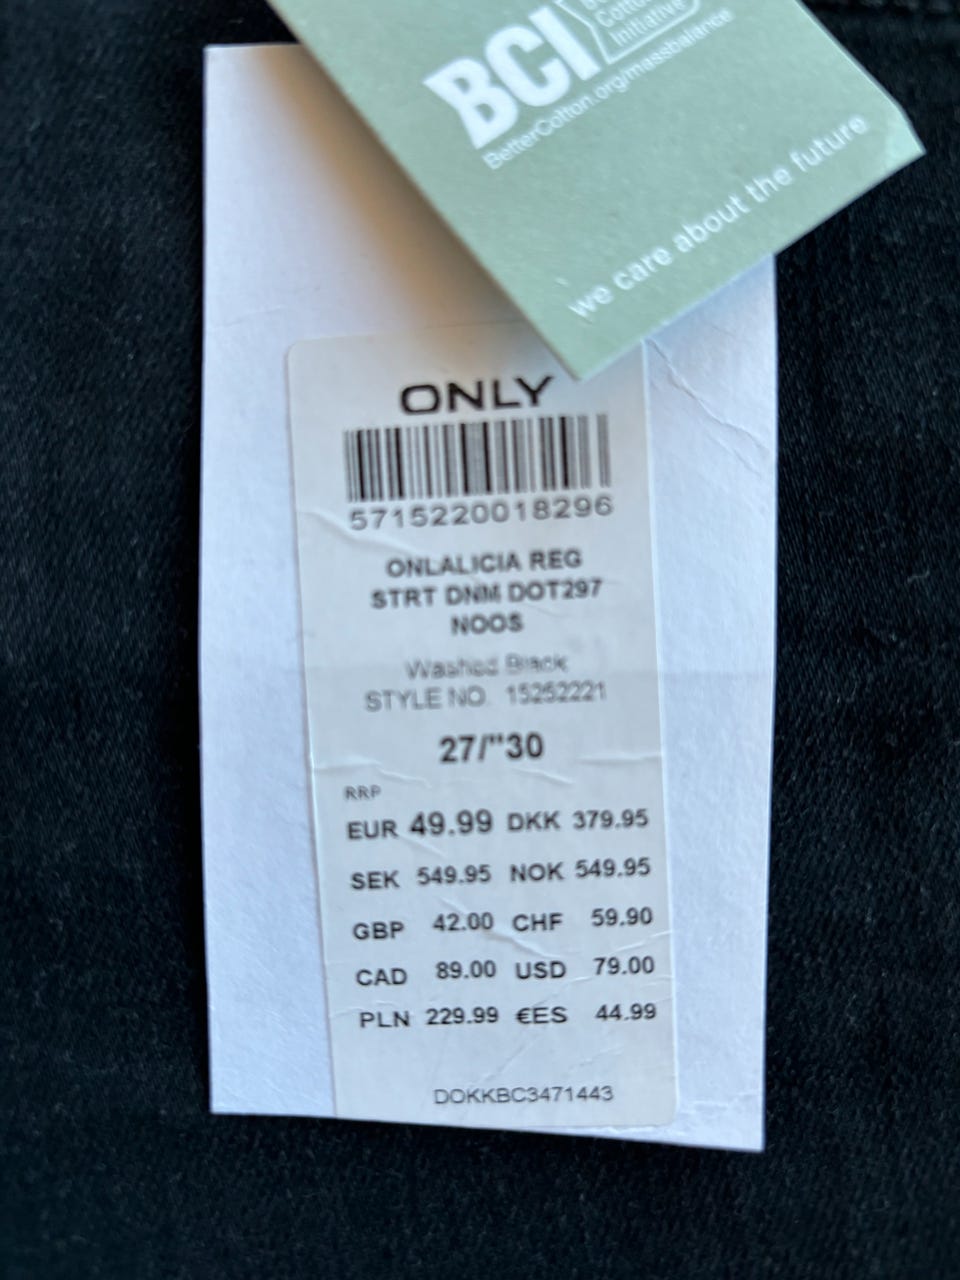 BCI
Initiative
BetterCotton.org/massbalance
we care about the future
ONLY
5715220018296
ONLALICIA REG
STRT DNM DOT297
NOOS
Washed Black
STYLE NO. 15252221
27/"30
RRP
EUR 49.99 DKK 379.95
SEK 549.95 NOK 549.95
GBP 42.00 CHF 59.90
CAD 89.00 USD 79.00
PLN 229.99 €ES 44.99
DOKKBC3471443